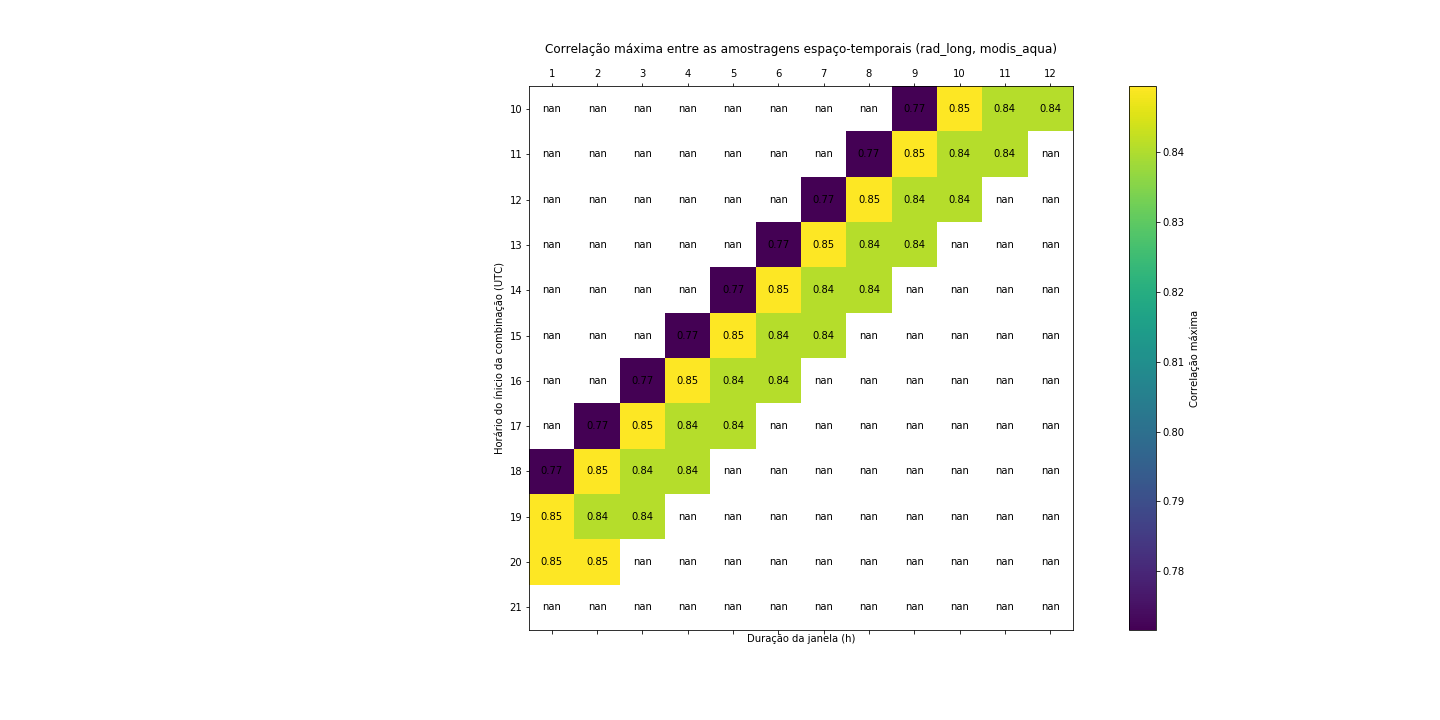 Correlação máxima entre as amostragens espaço-temporais (rad_long, modis_aqua)
1 2 3 4 5 6 7 8 9 10 11 12
10 nan nan nan nan nan nan nan nan 0.77 0.85 0.84 0.84
11 nan nan nan nan nan nan nan 0.77 0.85 0.84 0.84 nan
12 nan nan nan nan nan nan 0.77 0.85 0.84 0.84 nan nan
13 nan nan nan nan nan 0.77 0.85 0.84 0.84 nan nan nan
14 nan nan nan nan 0.77 0.85 0.84 0.84 nan nan nan nan
15 nan nan nan 0.77 0.85 0.84 0.84 nan nan nan nan nan
16 nan nan 0.77 0.85 0.84 0.84 nan nan nan nan nan nan
17 nan 0.77 0.85 0.84 0.84 nan nan nan nan nan nan nan
18 0.77 0.85 0.84 0.84 nan nan nan nan nan nan nan nan
19 0.85 0.84 0.84 nan nan nan nan nan nan nan nan nan
20 0.85 0.85 nan nan nan nan nan nan nan nan nan nan
21 nan nan nan nan nan nan nan nan nan nan nan nan
Duração da janela (h)
Horário do ínicio da combinação (UTC)
0.84
0.83
0.82
0.81
0.80
0.79
0.78
Correlação máxima